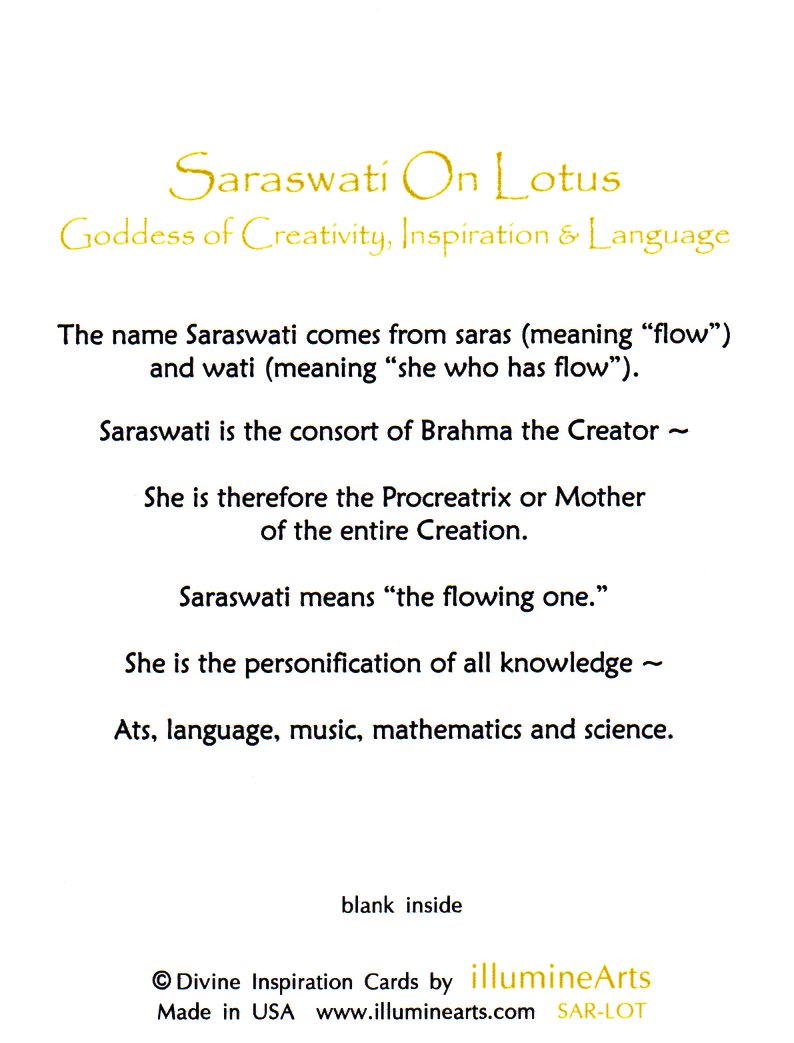 Saraswati On Lotus
Goddess of Creativity, Inspiration & Language
The name Saraswati comes from saras (meaning “flow”)
and wati (meaning “she who has flow”).
Saraswati is the consort of Brahma the Creator ~
She is therefore the Procreatrix or Mother
of the entire Creation.
Saraswati means “the flowing one.”
She is the personification of all knowledge ~
Ats, language, music, mathematics and science.
blank inside
© Divine Inspiration Cards by illumineArts
Made in USA www.illuminearts.com SAR-LOT